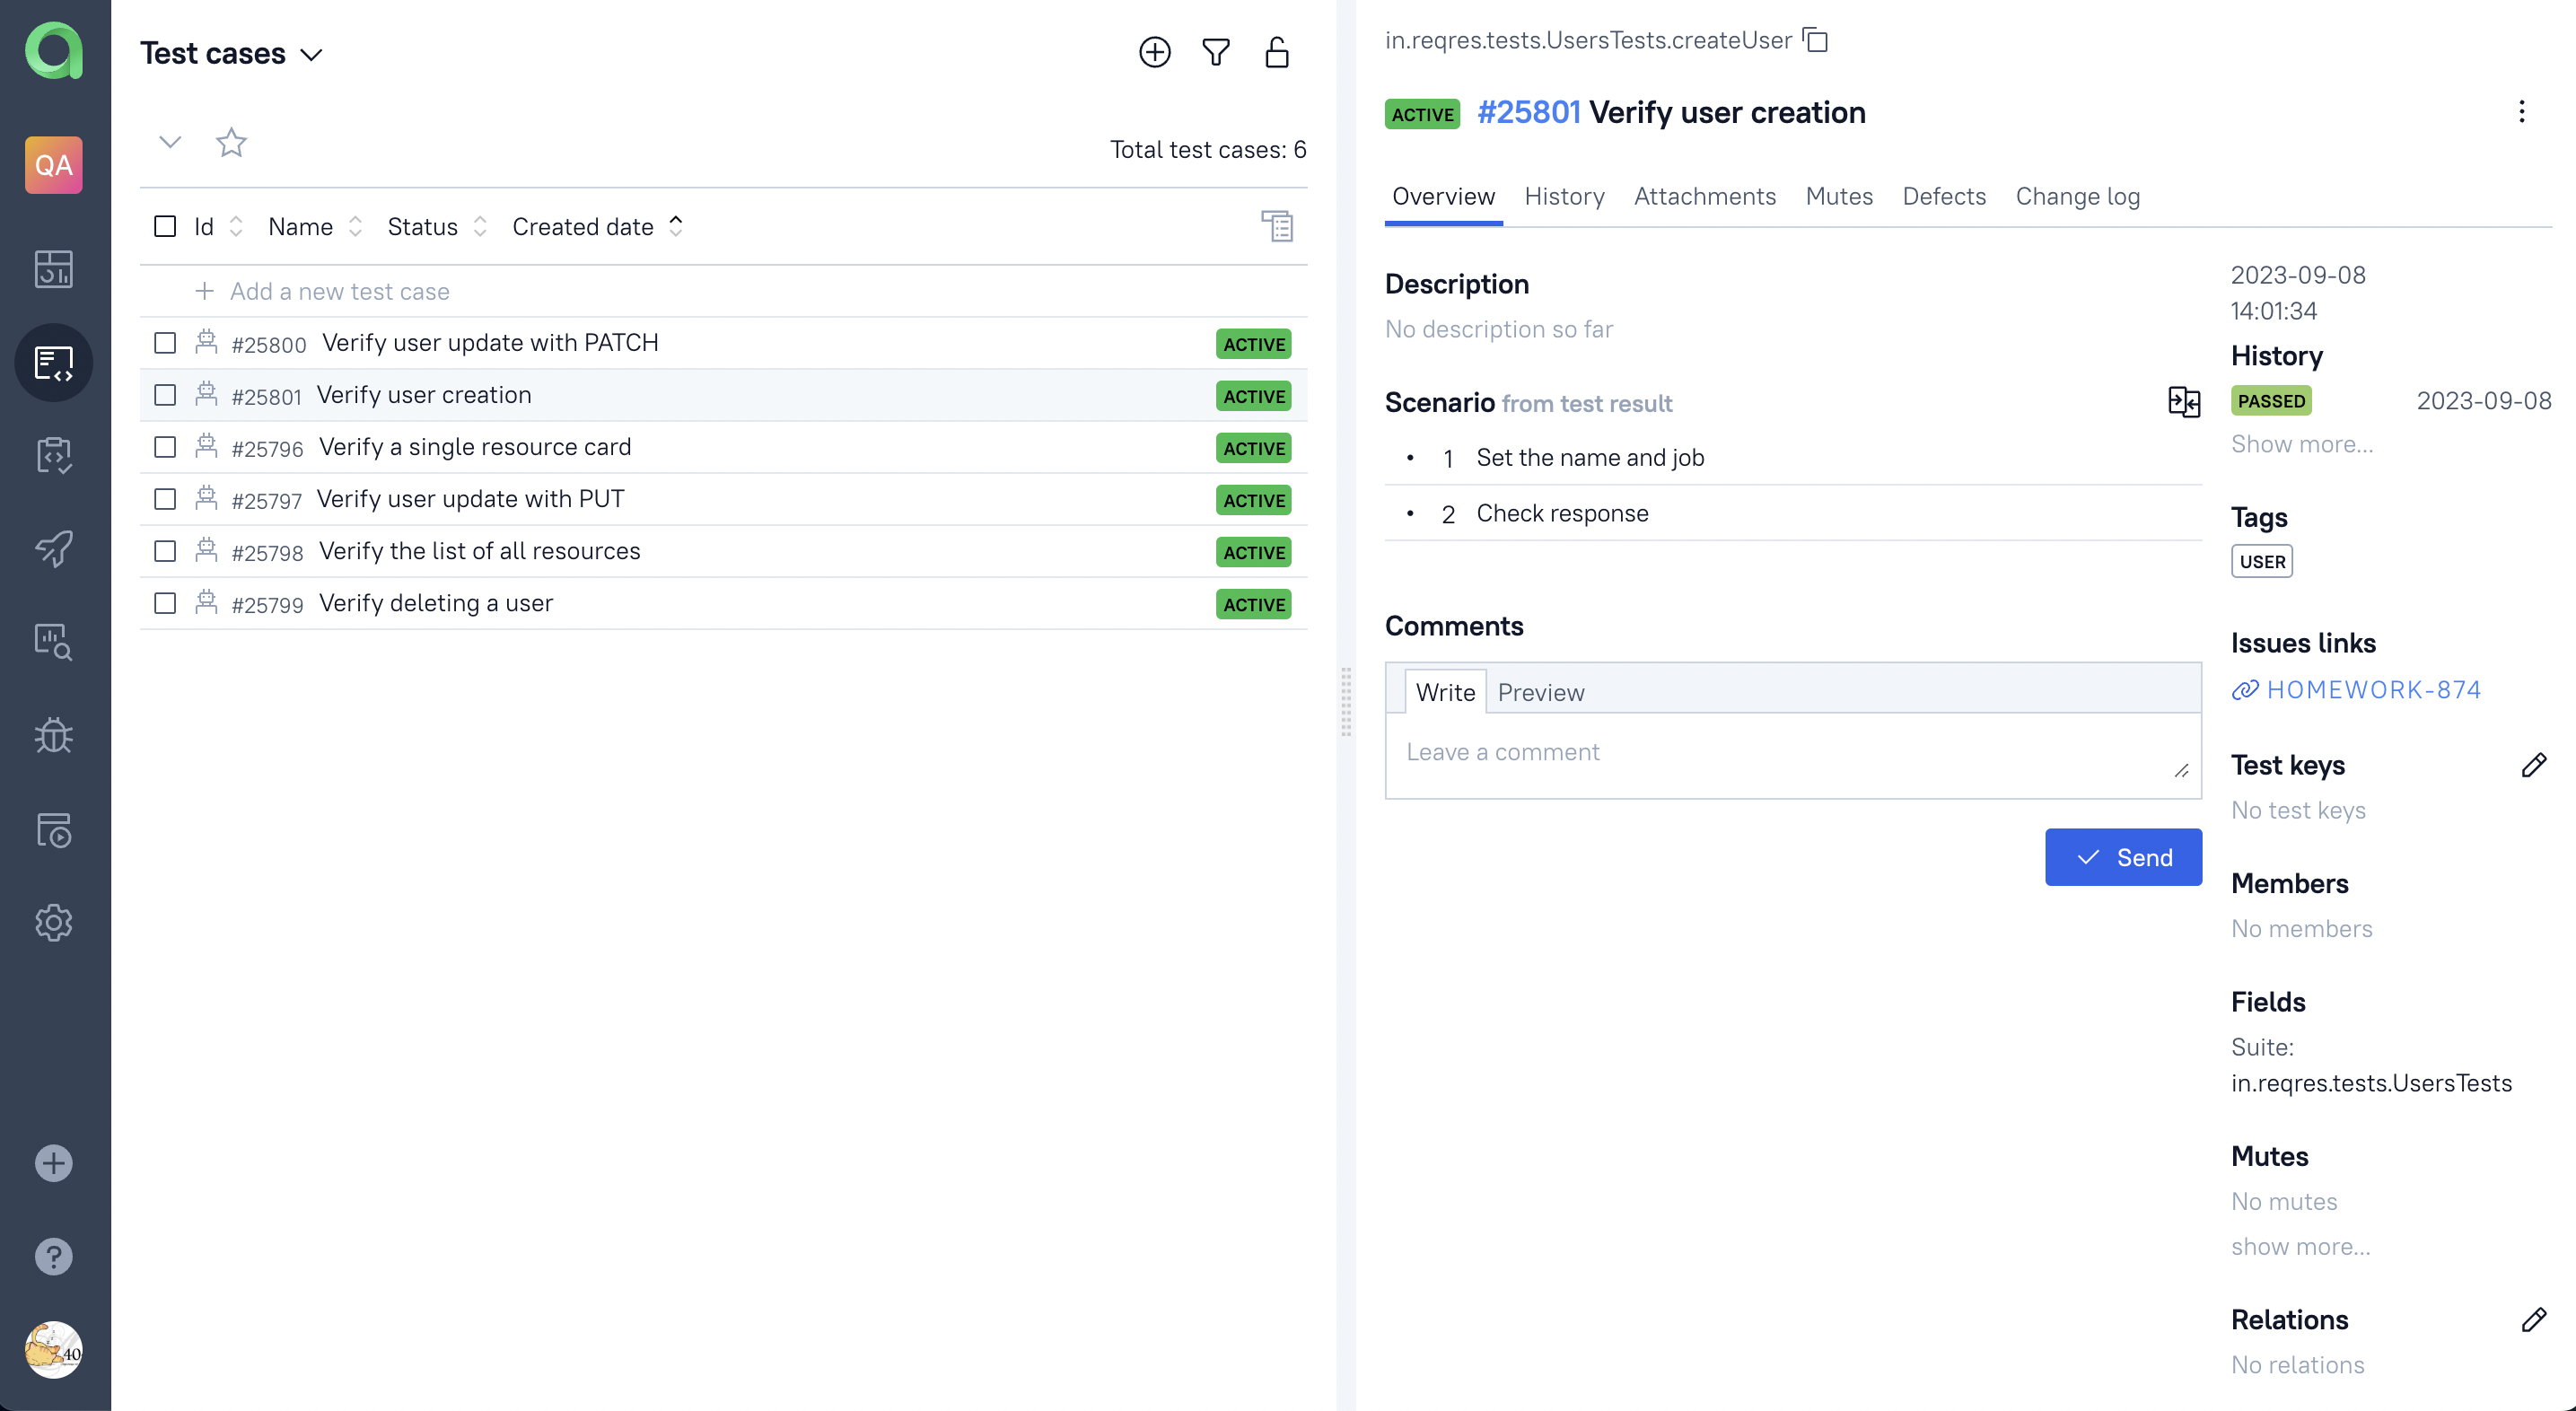 QA
40
Test cases
Total test cases: 6
Id Name Status Created date
Add a new test case
#25800 Verify user update with PATCH ACTIVE
#25801 Verify user creation ACTIVE
#25796 Verify a single resource card ACTIVE
#25797 Verify user update with PUT ACTIVE
#25798 Verify the list of all resources ACTIVE
#25799 Verify deleting a user ACTIVE
in.reqres.tests.UsersTests.createUser
ACTIVE #25801 Verify user creation
Overview History Attachments Mutes Defects Change log
Description
No description so far
Scenario from test result
• 1 Set the name and job
• 2 Check response
Comments
Write Preview
Leave a comment
Send
2023-09-08
14:01:34
History
PASSED 2023-09-08
Show more...
Tags
USER
Issues links
HOMEWORK-874
Test keys
No test keys
Members
No members
Fields
Suite:
in.reqres.tests.UsersTests
Mutes
No mutes
show more...
Relations
No relations